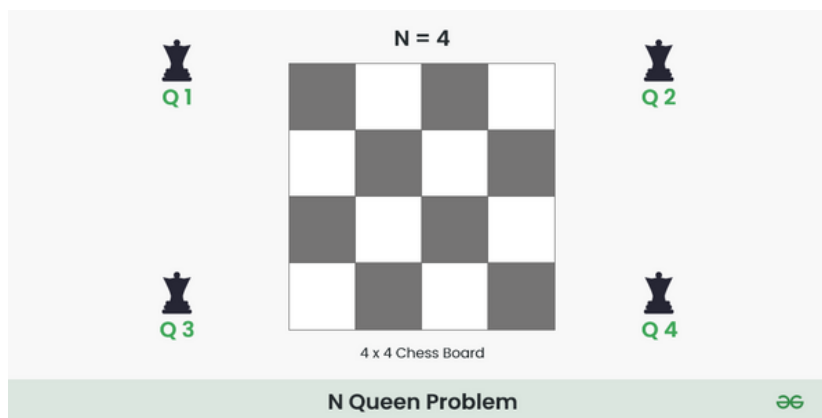 N = 4
Q 1
Q 2
Q 3
Q 4
4 x 4 Chess Board
N Queen Problem